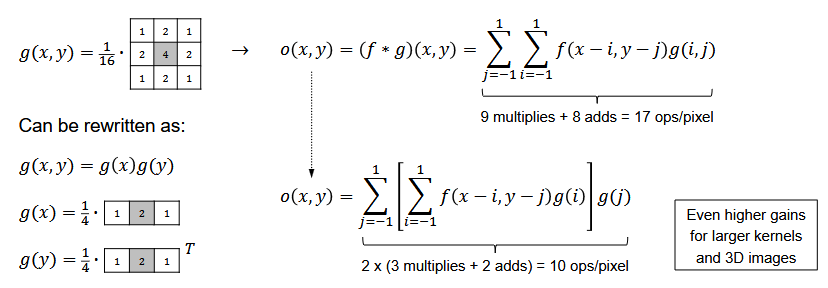 g(x, y) = 1/16 ·
1 2 1
2 4 2
1 2 1
→ o(x, y) = (f * g)(x, y) = ∑_{j=-1}^{1} ∑_{i=-1}^{1} f(x − i, y − j)g(i, j)
9 multiplies + 8 adds = 17 ops/pixel
Can be rewritten as:
g(x, y) = g(x)g(y)
g(x) = 1/4 · 1 2 1
g(y) = 1/4 · 1 2 1 T
o(x, y) = ∑_{j=-1}^{1} [ ∑_{i=-1}^{1} f(x − i, y − j)g(i) ] g(j)
2 x (3 multiplies + 2 adds) = 10 ops/pixel
Even higher gains
for larger kernels
and 3D images